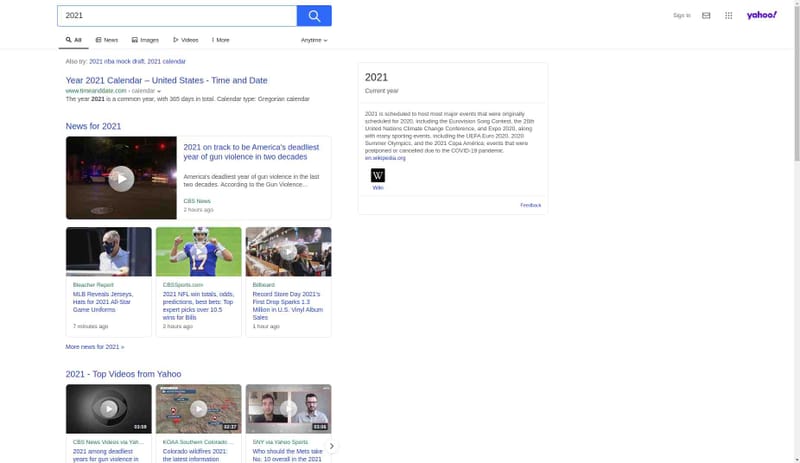 2021
Sign in
yahoo!
All
News
Images
Videos
More
Anytime
Also try: 2021 nba mock draft, 2021 calendar
Year 2021 Calendar – United States - Time and Date
www.timeanddate.com › calendar
The year 2021 is a common year, with 365 days in total. Calendar type: Gregorian calendar
News for 2021
2021 on track to be America's deadliest
year of gun violence in two decades
America's deadliest year of gun violence in the last
two decades. According to the Gun Violence...
CBS News
2 hours ago
Bleacher Report
MLB Reveals Jerseys,
Hats for 2021 All-Star
Game Uniforms
7 minutes ago
CBSSports.com
2021 NFL win totals, odds,
predictions, best bets: Top
expert picks over 10.5
wins for Bills
2 hours ago
Billboard
Record Store Day 2021's
First Drop Sparks 1.3
Million in U.S. Vinyl Album
Sales
1 hour ago
More news for 2021 »
2021 - Top Videos from Yahoo
03:59
CBS News Videos via Yah...
2021 among deadliest
years for gun violence in
02:37
KOAA Southern Colorado ...
Colorado wildfires 2021:
the latest information
03:06
SNY via Yahoo Sports
Who should the Mets take
No. 10 overall in the 2021
2021
Current year
2021 is scheduled to host most major events that were originally
scheduled for 2020, including the Eurovision Song Contest, the 26th
United Nations Climate Change Conference, and Expo 2020, along
with many sporting events, including the UEFA Euro 2020, 2020
Summer Olympics, and the 2021 Copa América; events that were
postponed or canceled due to the COVID-19 pandemic.
en.wikipedia.org
W
Wiki
Feedback